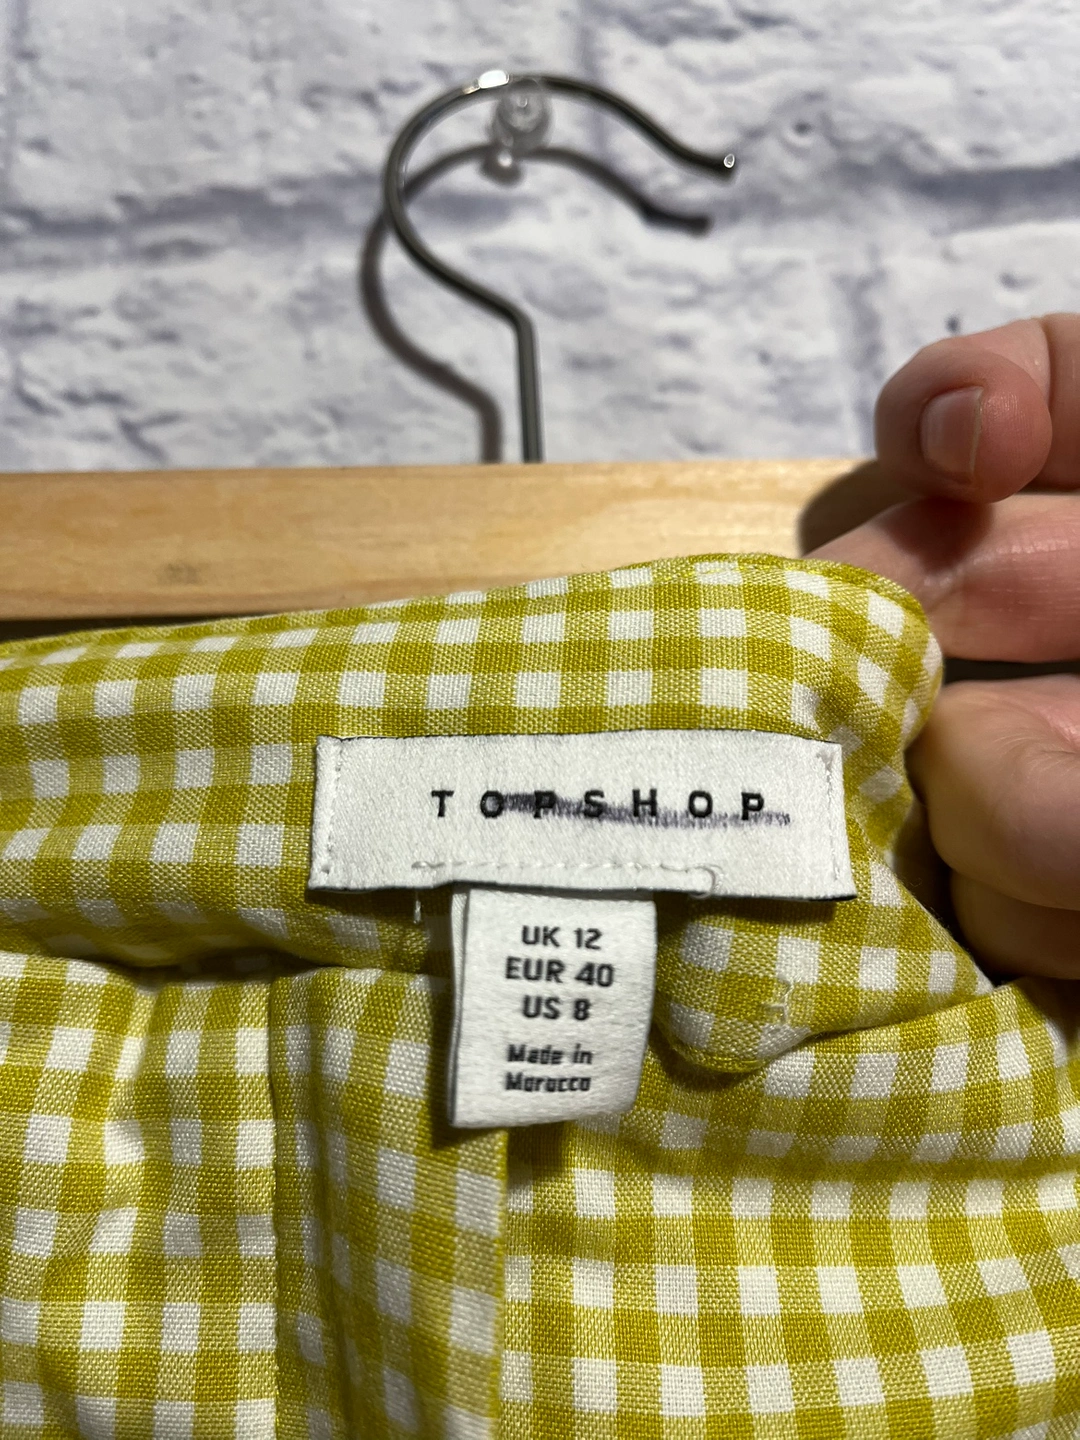 TOPSHOP
UK 12
EUR 40
US 8
Made in
Morocco